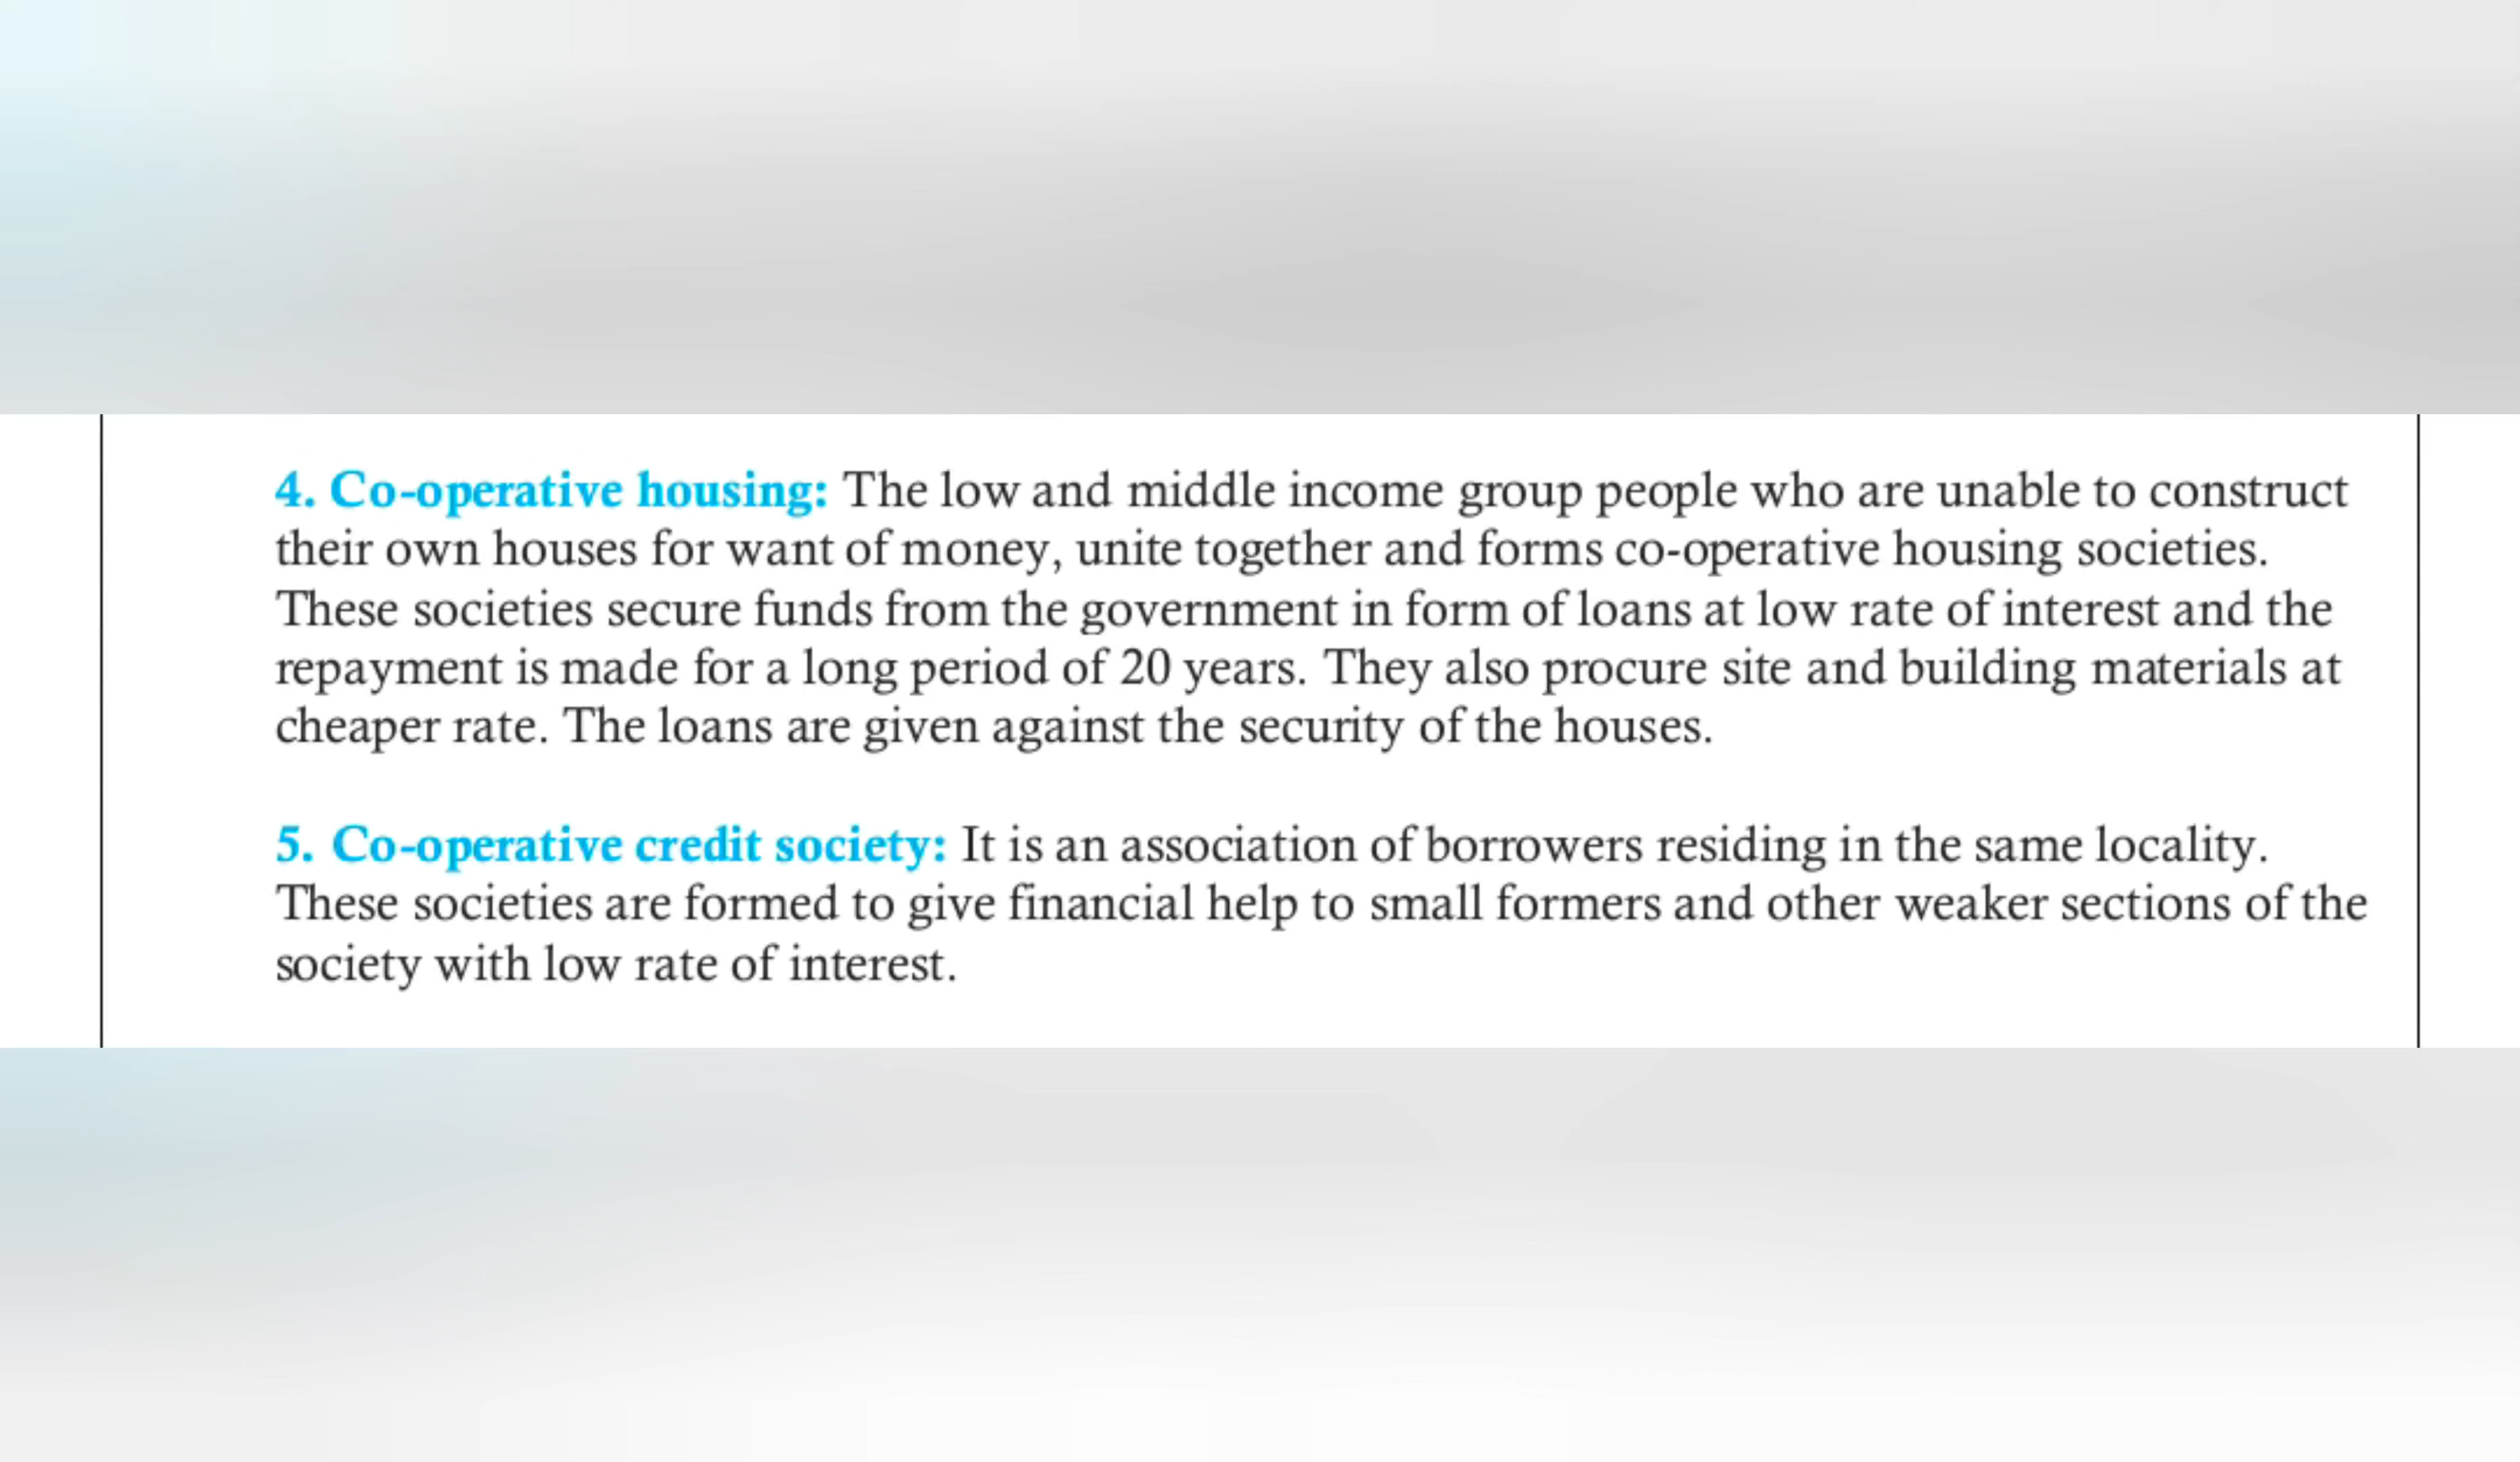 4. Co-operative housing: The low and middle income group people who are unable to construct
their own houses for want of money, unite together and forms co-operative housing societies.
These societies secure funds from the government in form of loans at low rate of interest and the
repayment is made for a long period of 20 years. They also procure site and building materials at
cheaper rate. The loans are given against the security of the houses.
5. Co-operative credit society: It is an association of borrowers residing in the same locality.
These societies are formed to give financial help to small formers and other weaker sections of the
society with low rate of interest.